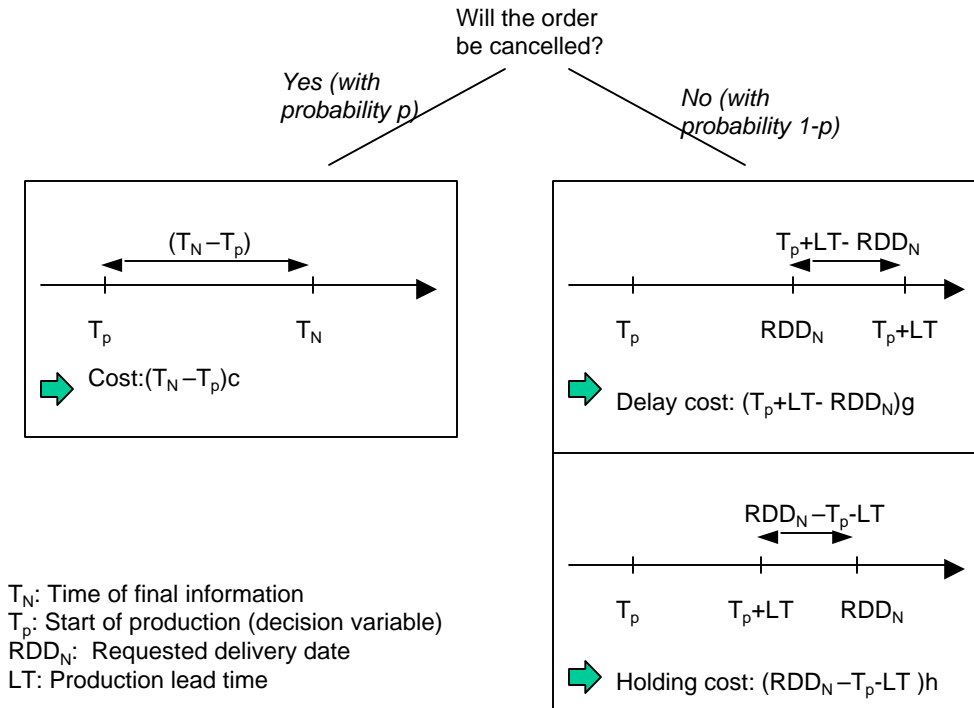 Will the order
be cancelled?
Yes (with
probability p)
No (with
probability 1-p)
(T_N –T_p)
T_p
T_N
Cost:(T_N –T_p)c
T_p+LT- RDD_N
T_p
RDD_N
T_p+LT
Delay cost: (T_p+LT- RDD_N)g
RDD_N –T_p-LT
T_p
T_p+LT
RDD_N
Holding cost: (RDD_N –T_p-LT )h
T_N: Time of final information
T_p: Start of production (decision variable)
RDD_N: Requested delivery date
LT: Production lead time